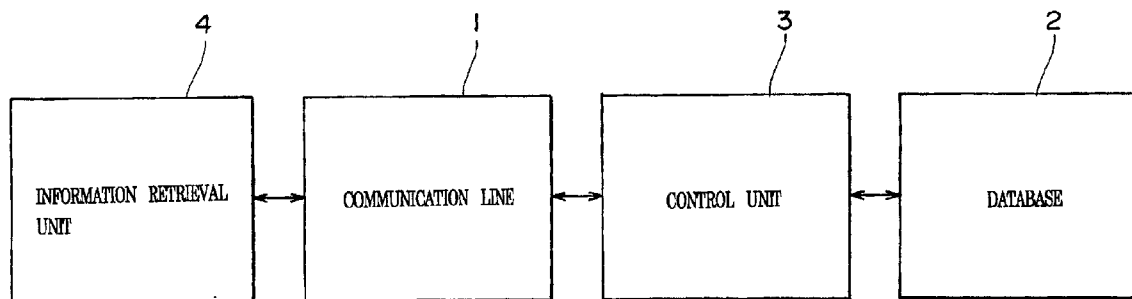 4
1
3
2
INFORMATION RETRIEVAL
UNIT
COMMUNICATION LINE
CONTROL UNIT
DATABASE